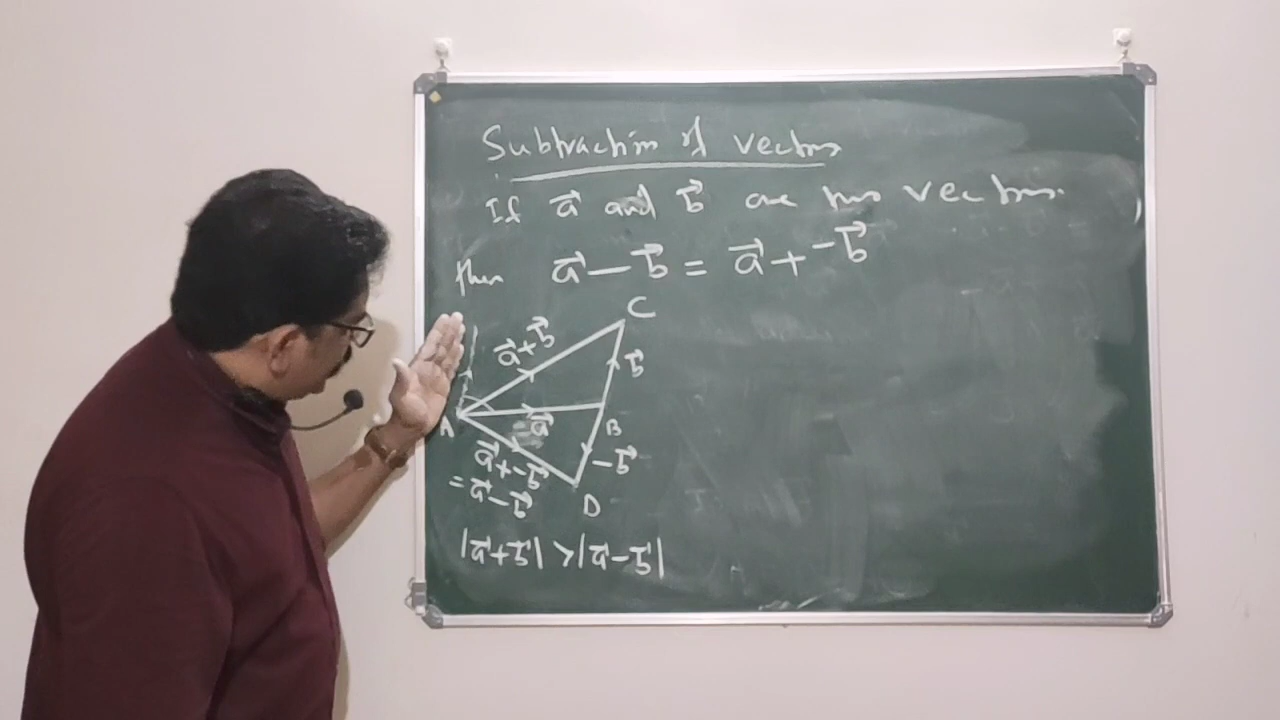 Subtraction of vectors
If a⃗ and b⃗ are two vectors.
then a⃗ − b⃗ = a⃗ + −b⃗
C
a⃗+b⃗
b⃗
A
a⃗
B
a⃗+−b⃗
−b⃗
= a⃗−b⃗
D
|a⃗+b⃗| > |a⃗−b⃗|